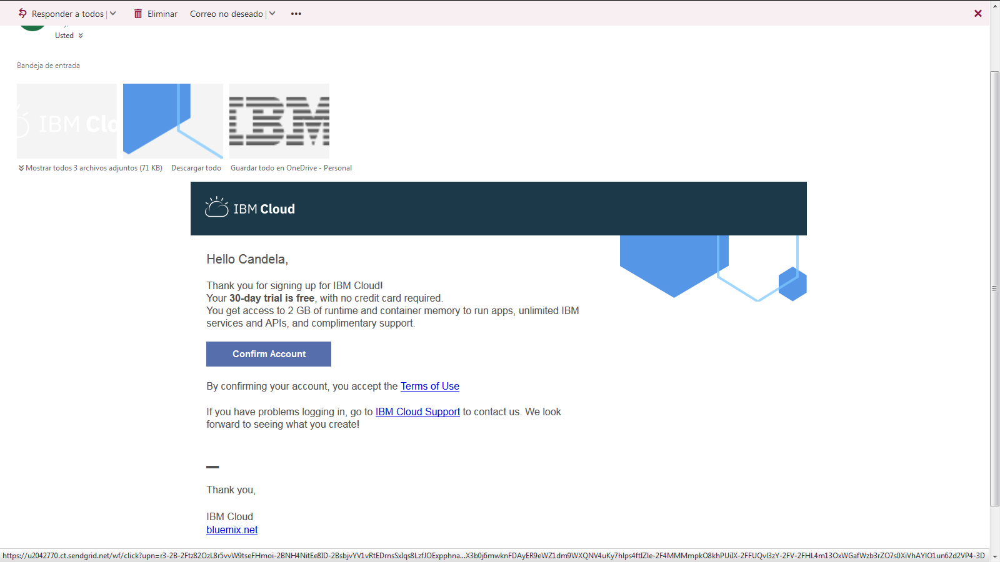 Responder a todos |
Eliminar
Correo no deseado |
•••
Usted
Bandeja de entrada
IBM Clo
IBM
Mostrar todos 3 archivos adjuntos (71 KB)
Descargar todo
Guardar todo en OneDrive - Personal
IBM Cloud
Hello Candela,
Thank you for signing up for IBM Cloud!
Your 30-day trial is free, with no credit card required.
You get access to 2 GB of runtime and container memory to run apps, unlimited IBM
services and APIs, and complimentary support.
Confirm Account
By confirming your account, you accept the Terms of Use
If you have problems logging in, go to IBM Cloud Support to contact us. We look
forward to seeing what you create!
Thank you,
IBM Cloud
bluemix.net
https://u2042770.ct.sendgrid.net/wf/click?upn=r3-2B-2Ftz82OzL8r5vvW9tseFHmoi-2BNH4NitEe8ID-2BsbjvYV1vRtEDrnsSxIqs8LzfJOExpphna...X3b0j6mwknFDAyER9eWZ1dm9WXQNV4uKy7hIps4ftIZIe-2F4MMMmpkO8khPUiIX-2FFUQvl3zY-2FV-2FHL4m13OxWGafWzb3rZO7s0XiVhAYIO1un62d2VP4-3D